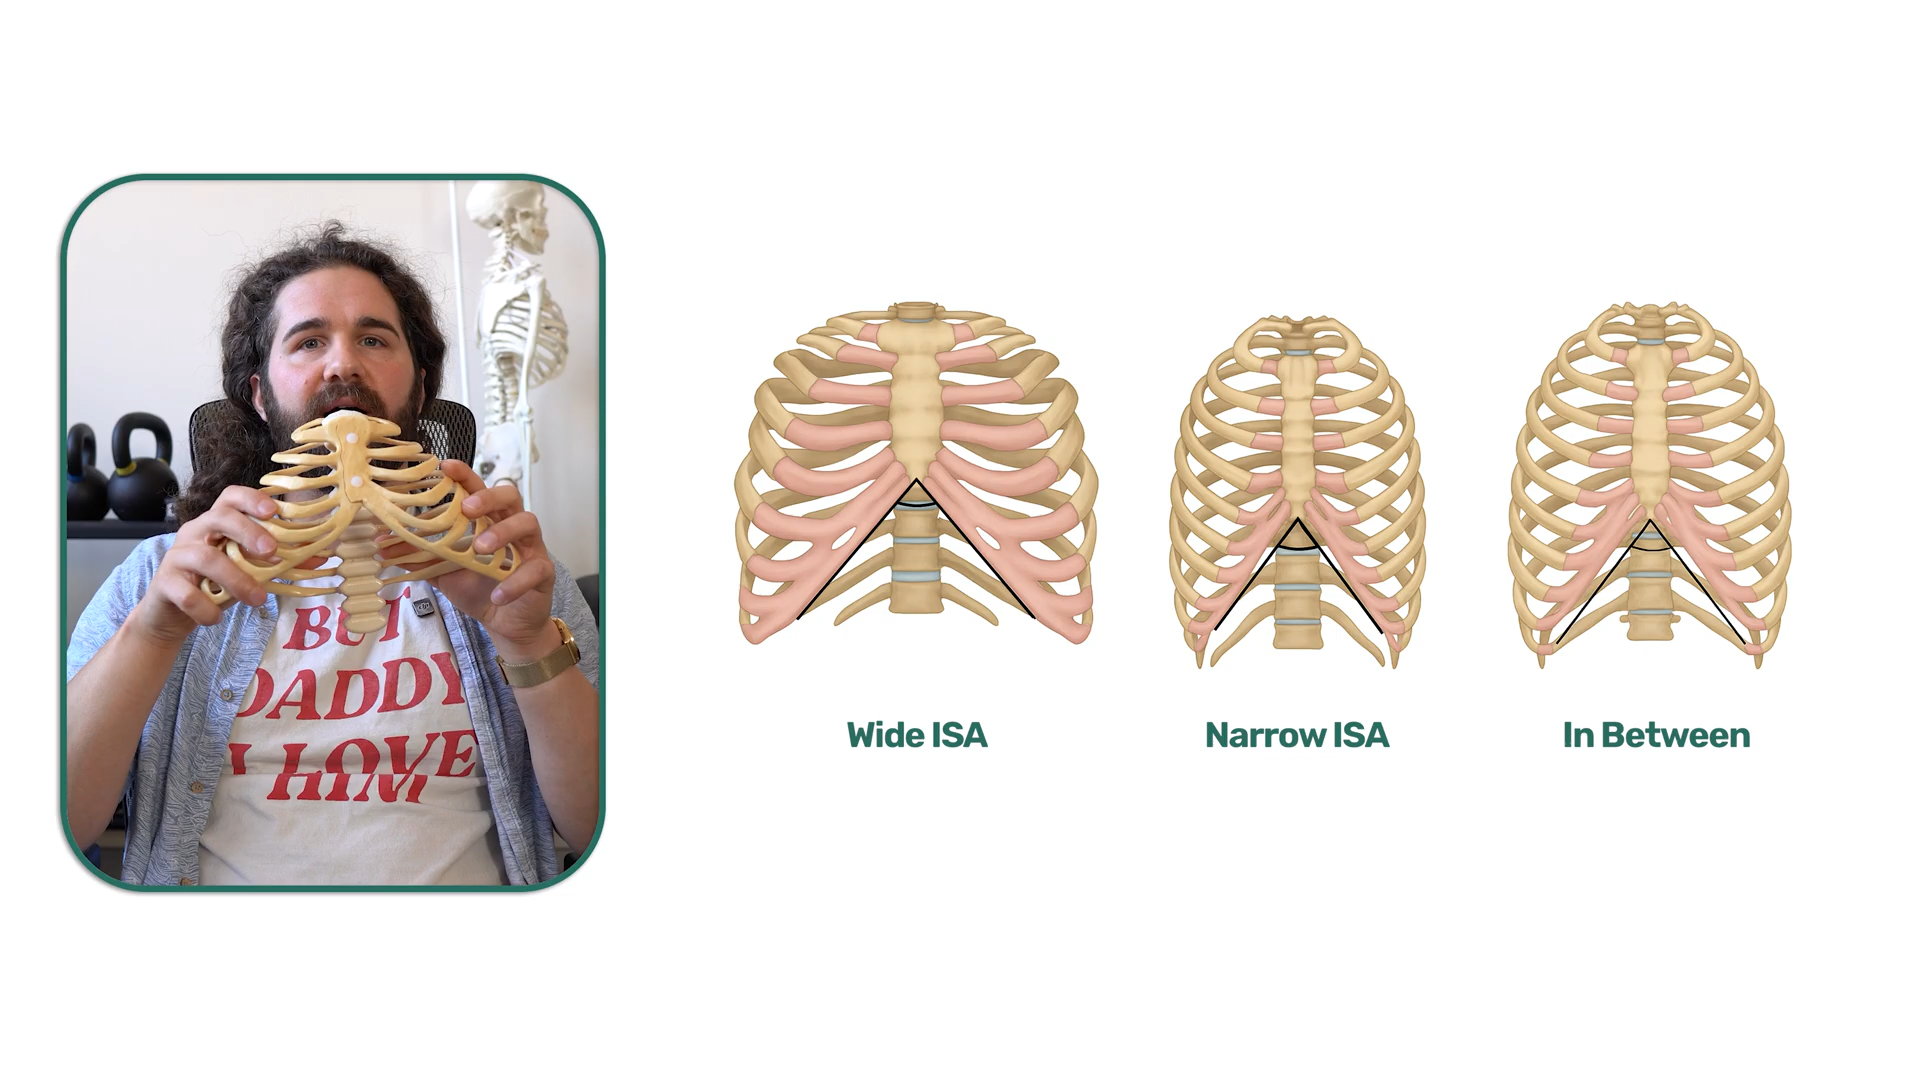 BUT
DADDY
I LOVE
HIM
Wide ISA
Narrow ISA
In Between